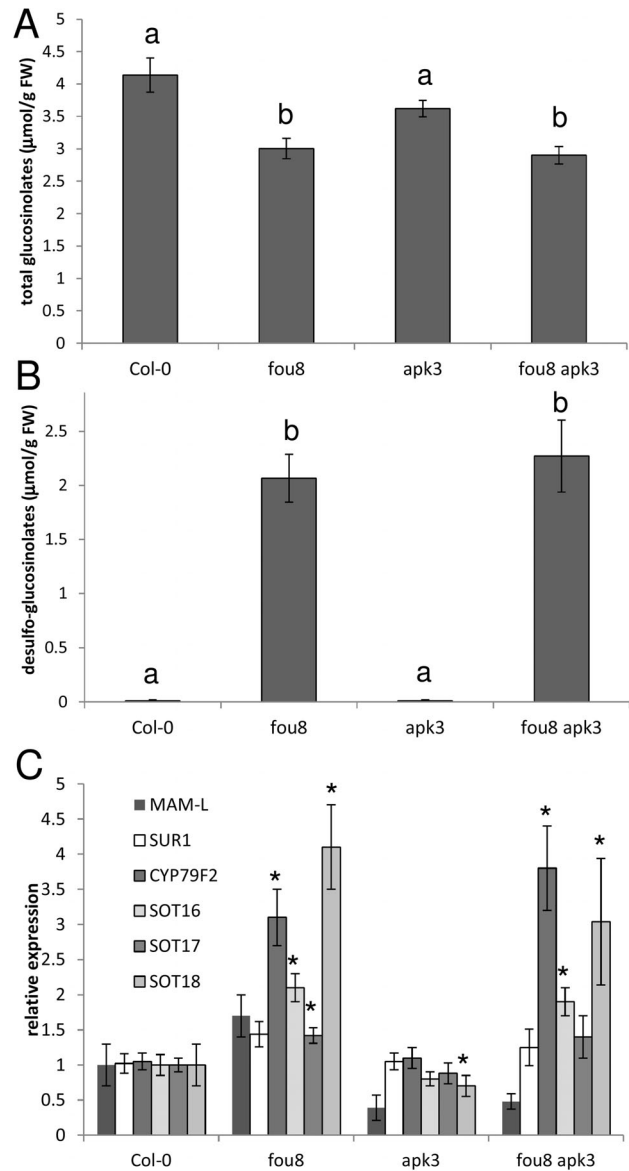 A
total glucosinolates (µmol/g FW)
5
4.5
4
3.5
3
2.5
2
1.5
1
0.5
0
a
b
a
b
Col-0 fou8 apk3 fou8 apk3
B
desulfo-glucosinolates (µmol/g FW)
2.5
2
1.5
1
0.5
0
a
b
a
b
Col-0 fou8 apk3 fou8 apk3
C
relative expression
5
4.5
4
3.5
3
2.5
2
1.5
1
0.5
0
MAM-L
SUR1
CYP79F2
SOT16
SOT17
SOT18
* * * *
*
* * *
Col-0 fou8 apk3 fou8 apk3